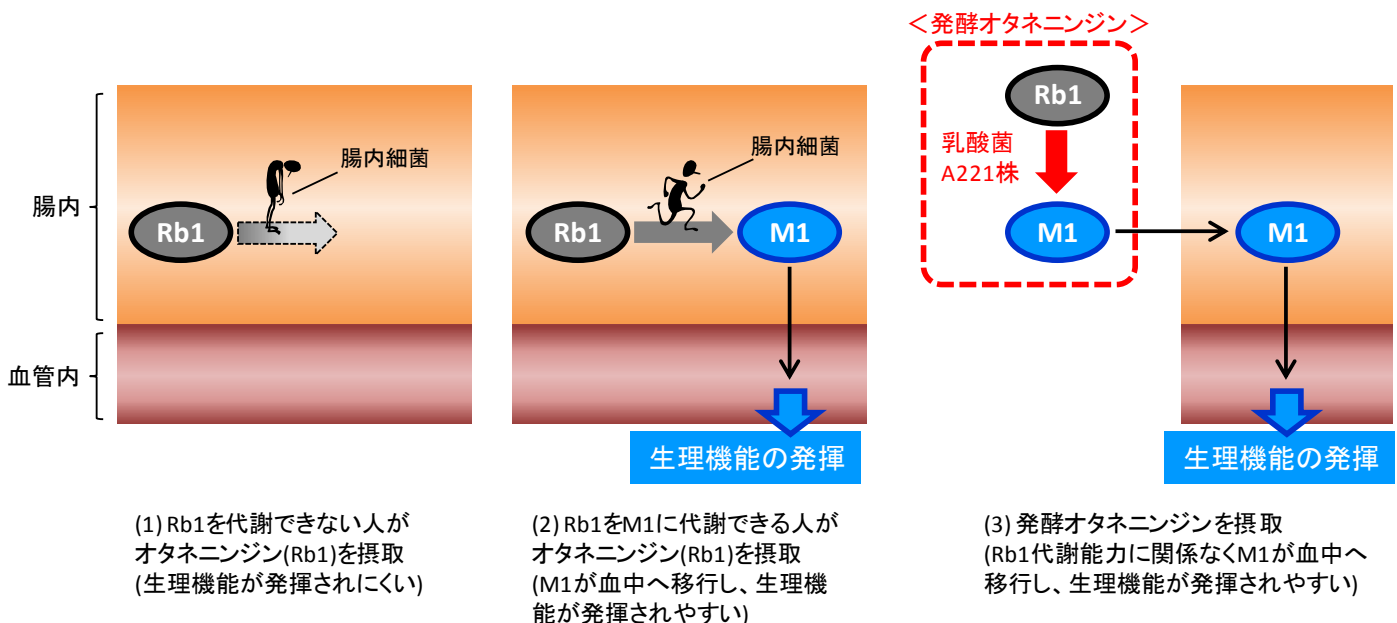 ＜発酵オタネニンジン＞
Rb1
乳酸菌
A221株
腸内細菌
腸内細菌
腸内
Rb1
Rb1
M1
M1
M1
血管内
生理機能の発揮
生理機能の発揮
(1) Rb1を代謝できない人が
オタネニンジン(Rb1)を摂取
(生理機能が発揮されにくい)
(2) Rb1をM1に代謝できる人が
オタネニンジン(Rb1)を摂取
(M1が血中へ移行し、生理機
能が発揮されやすい)
(3) 発酵オタネニンジンを摂取
(Rb1代謝能力に関係なくM1が血中へ
移行し、生理機能が発揮されやすい)